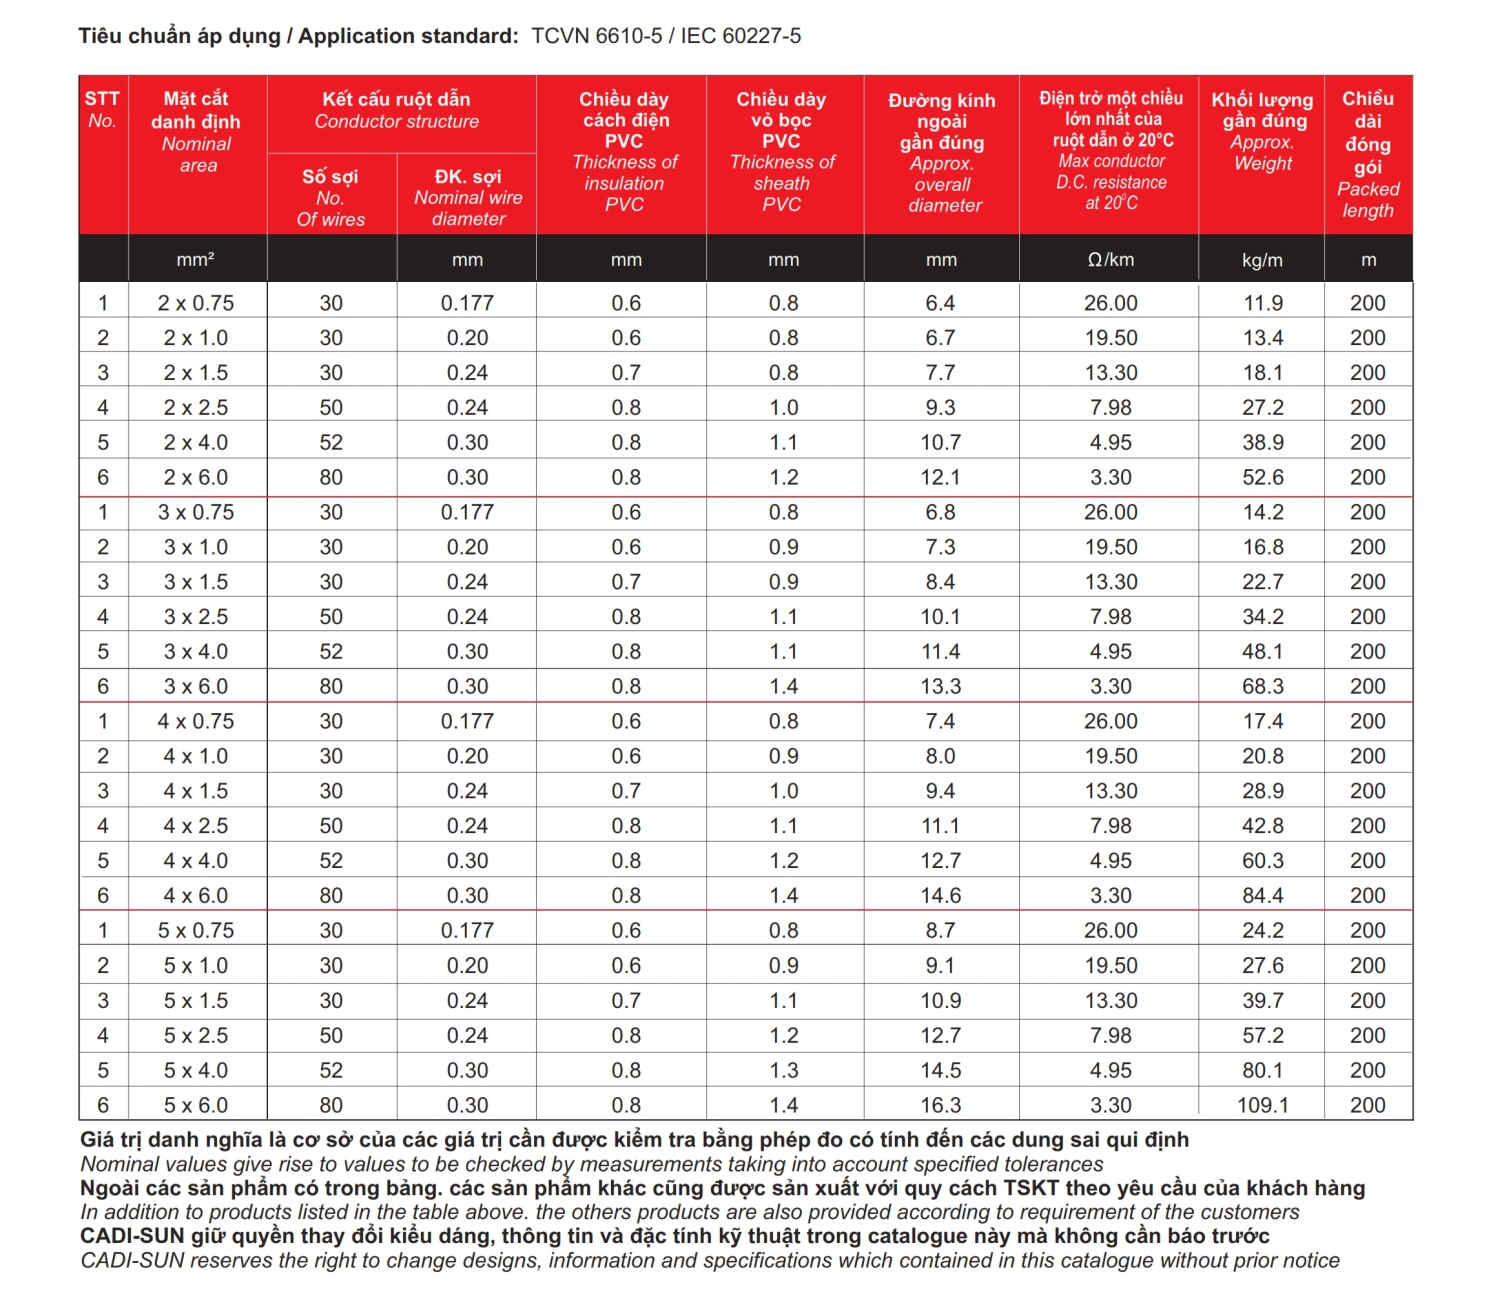 Tiêu chuẩn áp dụng / Application standard: TCVN 6610-5 / IEC 60227-5
STT
No.
Mặt cắt
danh định
Nominal
area
Kết cấu ruột dẫn
Conductor structure
Số sợi
No.
Of wires
ĐK. sợi
Nominal wire
diameter
Chiều dày
cách điện
PVC
Thickness of
insulation
PVC
Chiều dày
vỏ bọc
PVC
Thickness of
sheath
PVC
Đường kính
ngoài
gần đúng
Approx.
overall
diameter
Điện trở một chiều
lớn nhất của
ruột dẫn ở 20°C
Max conductor
D.C. resistance
at 20°C
Khối lượng
gần đúng
Approx.
Weight
Chiều
dài
đóng
gói
Packed
length
mm² mm mm mm mm Ω/km kg/m m
1 2 x 0.75 30 0.177 0.6 0.8 6.4 26.00 11.9 200
2 2 x 1.0 30 0.20 0.6 0.8 6.7 19.50 13.4 200
3 2 x 1.5 30 0.24 0.7 0.8 7.7 13.30 18.1 200
4 2 x 2.5 50 0.24 0.8 1.0 9.3 7.98 27.2 200
5 2 x 4.0 52 0.30 0.8 1.1 10.7 4.95 38.9 200
6 2 x 6.0 80 0.30 0.8 1.2 12.1 3.30 52.6 200
1 3 x 0.75 30 0.177 0.6 0.8 6.8 26.00 14.2 200
2 3 x 1.0 30 0.20 0.6 0.9 7.3 19.50 16.8 200
3 3 x 1.5 30 0.24 0.7 0.9 8.4 13.30 22.7 200
4 3 x 2.5 50 0.24 0.8 1.1 10.1 7.98 34.2 200
5 3 x 4.0 52 0.30 0.8 1.1 11.4 4.95 48.1 200
6 3 x 6.0 80 0.30 0.8 1.4 13.3 3.30 68.3 200
1 4 x 0.75 30 0.177 0.6 0.8 7.4 26.00 17.4 200
2 4 x 1.0 30 0.20 0.6 0.9 8.0 19.50 20.8 200
3 4 x 1.5 30 0.24 0.7 1.0 9.4 13.30 28.9 200
4 4 x 2.5 50 0.24 0.8 1.1 11.1 7.98 42.8 200
5 4 x 4.0 52 0.30 0.8 1.2 12.7 4.95 60.3 200
6 4 x 6.0 80 0.30 0.8 1.4 14.6 3.30 84.4 200
1 5 x 0.75 30 0.177 0.6 0.8 8.7 26.00 24.2 200
2 5 x 1.0 30 0.20 0.6 0.9 9.1 19.50 27.6 200
3 5 x 1.5 30 0.24 0.7 1.1 10.9 13.30 39.7 200
4 5 x 2.5 50 0.24 0.8 1.2 12.7 7.98 57.2 200
5 5 x 4.0 52 0.30 0.8 1.3 14.5 4.95 80.1 200
6 5 x 6.0 80 0.30 0.8 1.4 16.3 3.30 109.1 200
Giá trị danh nghĩa là cơ sở của các giá trị cần được kiểm tra bằng phép đo có tính đến các dung sai qui định
Nominal values give rise to values to be checked by measurements taking into account specified tolerances
Ngoài các sản phẩm có trong bảng. các sản phẩm khác cũng được sản xuất với quy cách TSKT theo yêu cầu của khách hàng
In addition to products listed in the table above. the others products are also provided according to requirement of the customers
CADI-SUN giữ quyền thay đổi kiểu dáng, thông tin và đặc tính kỹ thuật trong catalogue này mà không cần báo trước
CADI-SUN reserves the right to change designs, information and specifications which contained in this catalogue without prior notice